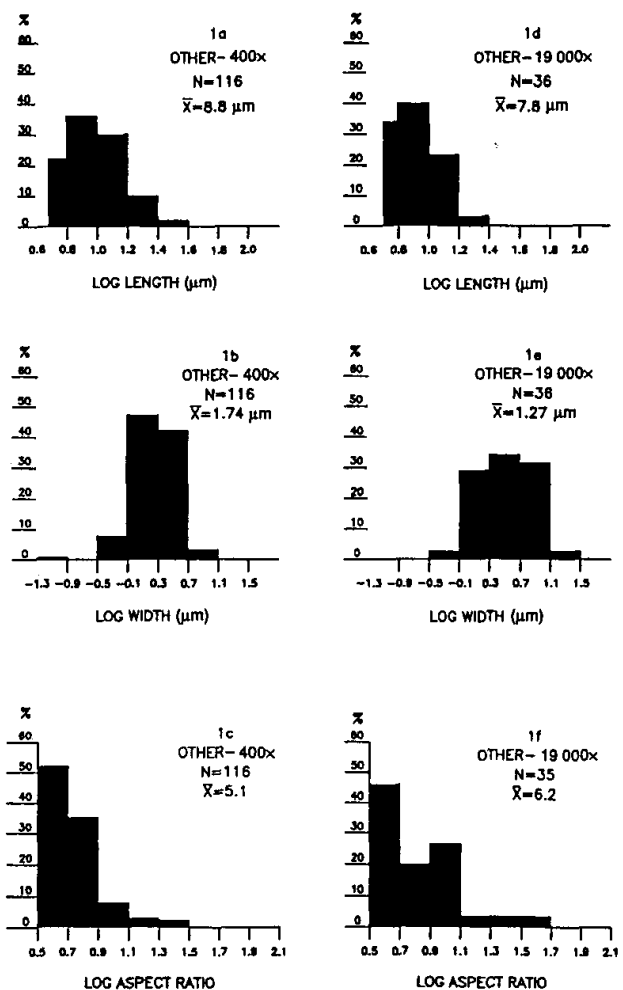 %
60
50
40
30
20
10
0
1a
OTHER-400x
N=116
X̄=8.8 μm
0.6 0.8 1.0 1.2 1.4 1.6 1.8 2.0
LOG LENGTH (μm)
%
60
50
40
30
20
10
0
1d
OTHER-19 000x
N=36
X̄=7.8 μm
0.6 0.8 1.0 1.2 1.4 1.6 1.8 2.0
LOG LENGTH (μm)
%
60
50
40
30
20
10
0
1b
OTHER-400x
N=116
X̄=1.74 μm
-1.3 -0.9 -0.5 -0.1 0.3 0.7 1.1 1.5
LOG WIDTH (μm)
%
60
50
40
30
20
10
0
1e
OTHER-19 000x
N=36
X̄=1.27 μm
-1.3 -0.9 -0.5 -0.1 0.3 0.7 1.1 1.5
LOG WIDTH (μm)
%
60
50
40
30
20
10
0
1c
OTHER-400x
N=116
X̄=5.1
0.5 0.7 0.9 1.1 1.3 1.5 1.7 1.9 2.1
LOG ASPECT RATIO
%
60
50
40
30
20
10
0
1f
OTHER-19 000x
N=35
X̄=6.2
0.5 0.7 0.9 1.1 1.3 1.5 1.7 1.9 2.1
LOG ASPECT RATIO